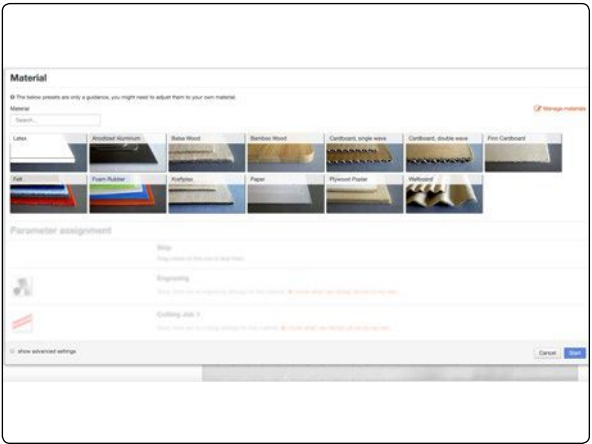 Material
The below presets are only a guidance, you might need to adjust them to your own material.
Material
Manage materials
Search...
Latex
Anodized Aluminum
Balsa Wood
Bamboo Wood
Cardboard, single wave
Cardboard, double wave
Finn Cardboard
Felt
Foam Rubber
Kraftplex
Paper
Plywood Poplar
Wellboard
Parameter assignment
Skip
Engraving
Cutting Job 1
show advanced settings
Cancel
Start